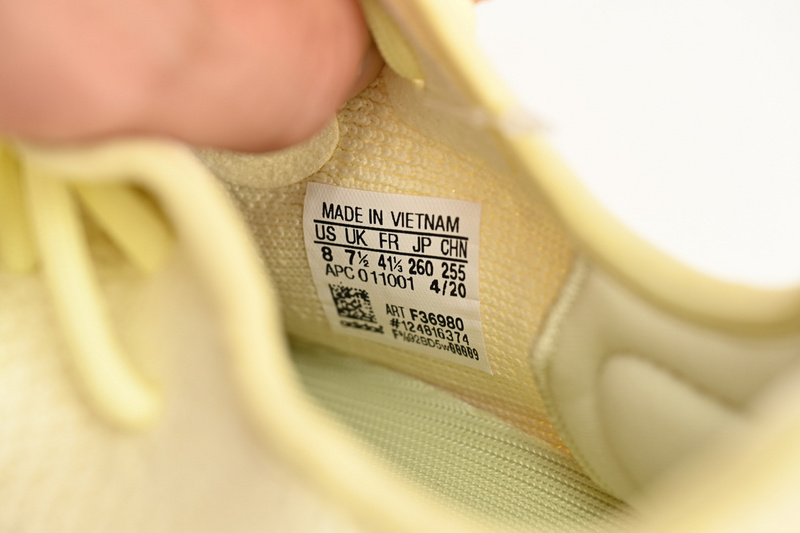 MADE IN VIETNAM
US UK FR JP CHN
8 7½ 41⅓ 260 255
APC 011001 4/20
ART F36980
#124816374
adidas